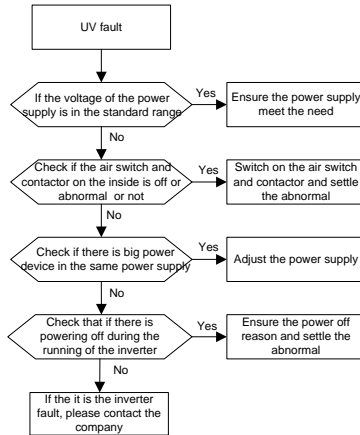 UV fault
If the voltage of the power
supply is in the standard range
Yes
Ensure the power supply
meet the need
No
Check if the air switch and
contactor on the inside is off or
abnormal or not
Yes
Switch on the air switch
and contactor and settle
the abnormal
No
Check if there is big power
device in the same power supply
Yes
Adjust the power supply
No
Check that if there is
powering off during the
running of the inverter
Yes
Ensure the power off
reason and settle the
abnormal
No
If the it is the inverter
fault, please contact the
company